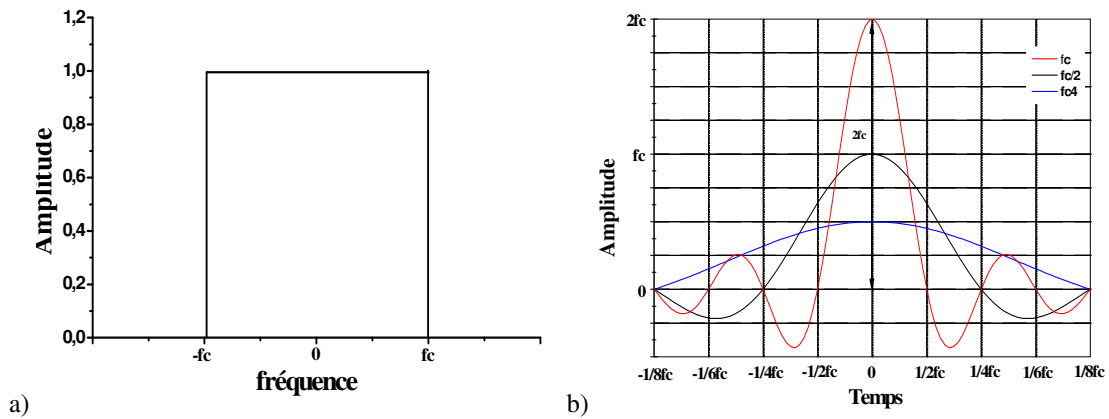 1,2
1,0
0,8
0,6
0,4
0,2
0,0
Amplitude
-fc 0 fc
fréquence
a)
2fc
fc
0
Amplitude
fc
fc/2
fc4
2fc
-1/8fc -1/6fc -1/4fc -1/2fc 0 1/2fc 1/4fc 1/6fc 1/8fc
Temps
b)